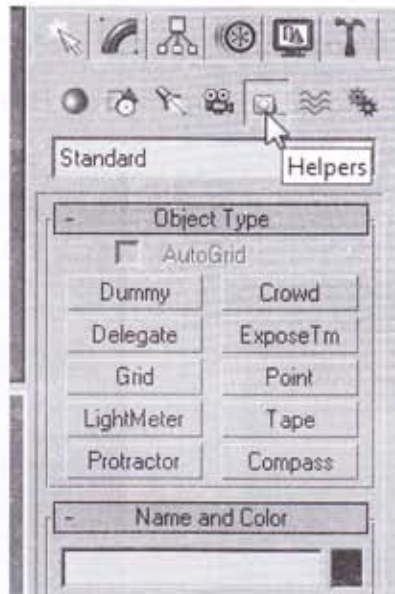 Standard
Helpers
- Object Type
AutoGrid
Dummy Crowd
Delegate ExposeTm
Grid Point
LightMeter Tape
Protractor Compass
- Name and Color